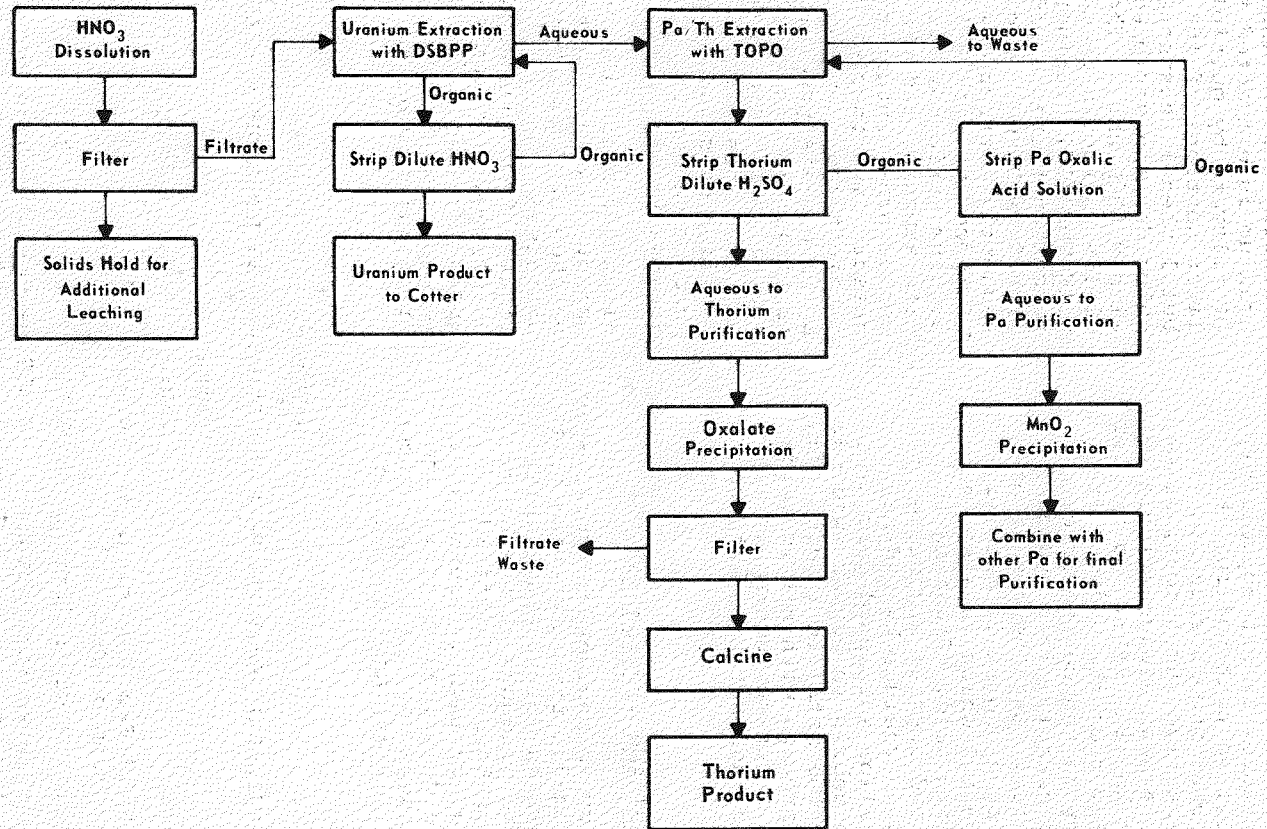 HNO3
Dissolution
Filter
Filtrate
Solids Hold for
Additional
Leaching
Uranium Extraction
with DSBPP
Aqueous
Organic
Strip Dilute HNO3
Organic
Uranium Product
to Cotter
Pa/Th Extraction
with TOPO
Aqueous
to Waste
Strip Thorium
Dilute H2SO4
Organic
Strip Pa Oxalic
Acid Solution
Organic
Aqueous to
Thorium
Purification
Aqueous to
Pa Purification
Oxalate
Precipitation
MnO2
Precipitation
Filtrate
Waste
Filter
Combine with
other Pa for final
Purification
Calcine
Thorium
Product